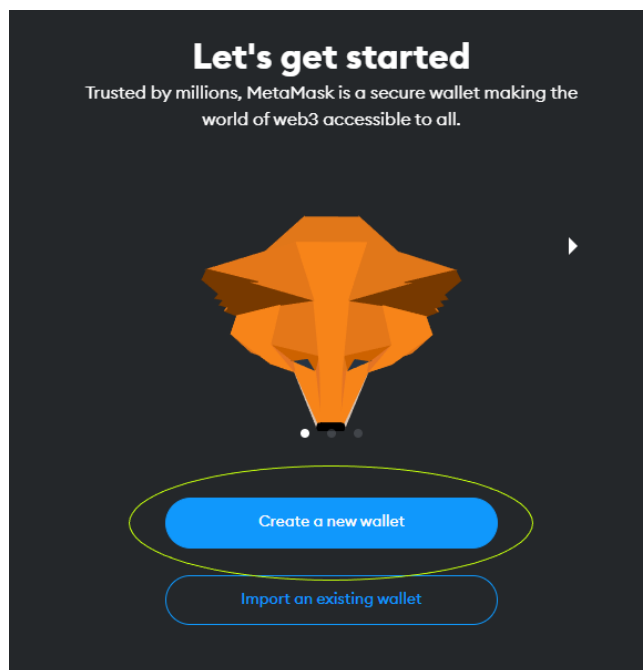 Let's get started
Trusted by millions, MetaMask is a secure wallet making the
world of web3 accessible to all.
Create a new wallet
Import an existing wallet